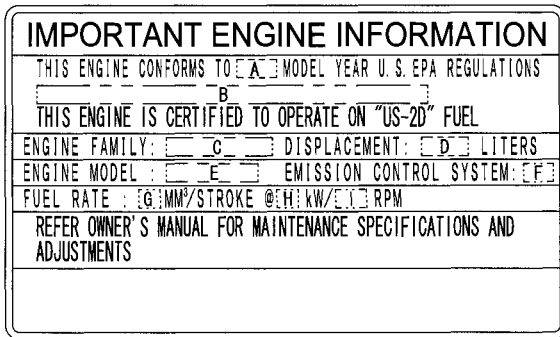 IMPORTANT ENGINE INFORMATION
THIS ENGINE CONFORMS TO A MODEL YEAR U.S. EPA REGULATIONS
B
THIS ENGINE IS CERTIFIED TO OPERATE ON "US-2D" FUEL
ENGINE FAMILY: C DISPLACEMENT: D LITERS
ENGINE MODEL : E EMISSION CONTROL SYSTEM: F
FUEL RATE : G MM³/STROKE @ H kW/ I RPM
REFER OWNER'S MANUAL FOR MAINTENANCE SPECIFICATIONS AND
ADJUSTMENTS